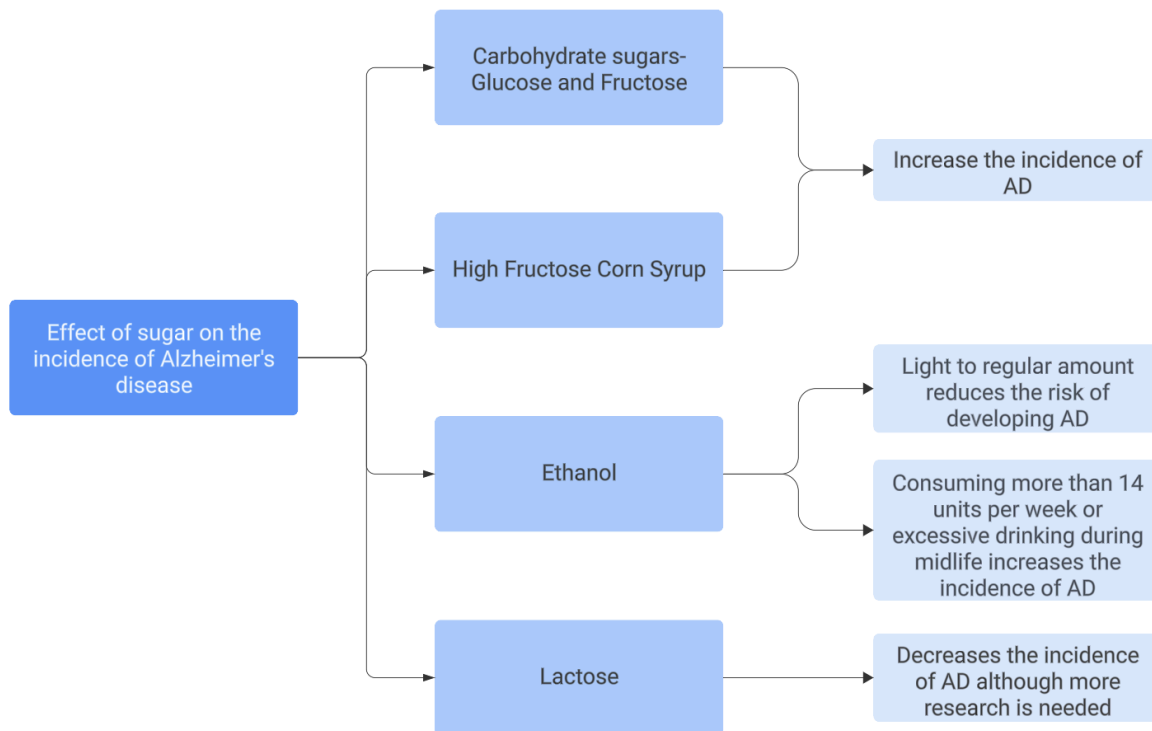 Carbohydrate sugars-
Glucose and Fructose
Increase the incidence of
AD
High Fructose Corn Syrup
Effect of sugar on the
incidence of Alzheimer's
disease
Light to regular amount
reduces the risk of
developing AD
Ethanol
Consuming more than 14
units per week or
excessive drinking during
midlife increases the
incidence of AD
Lactose
Decreases the incidence
of AD although more
research is needed